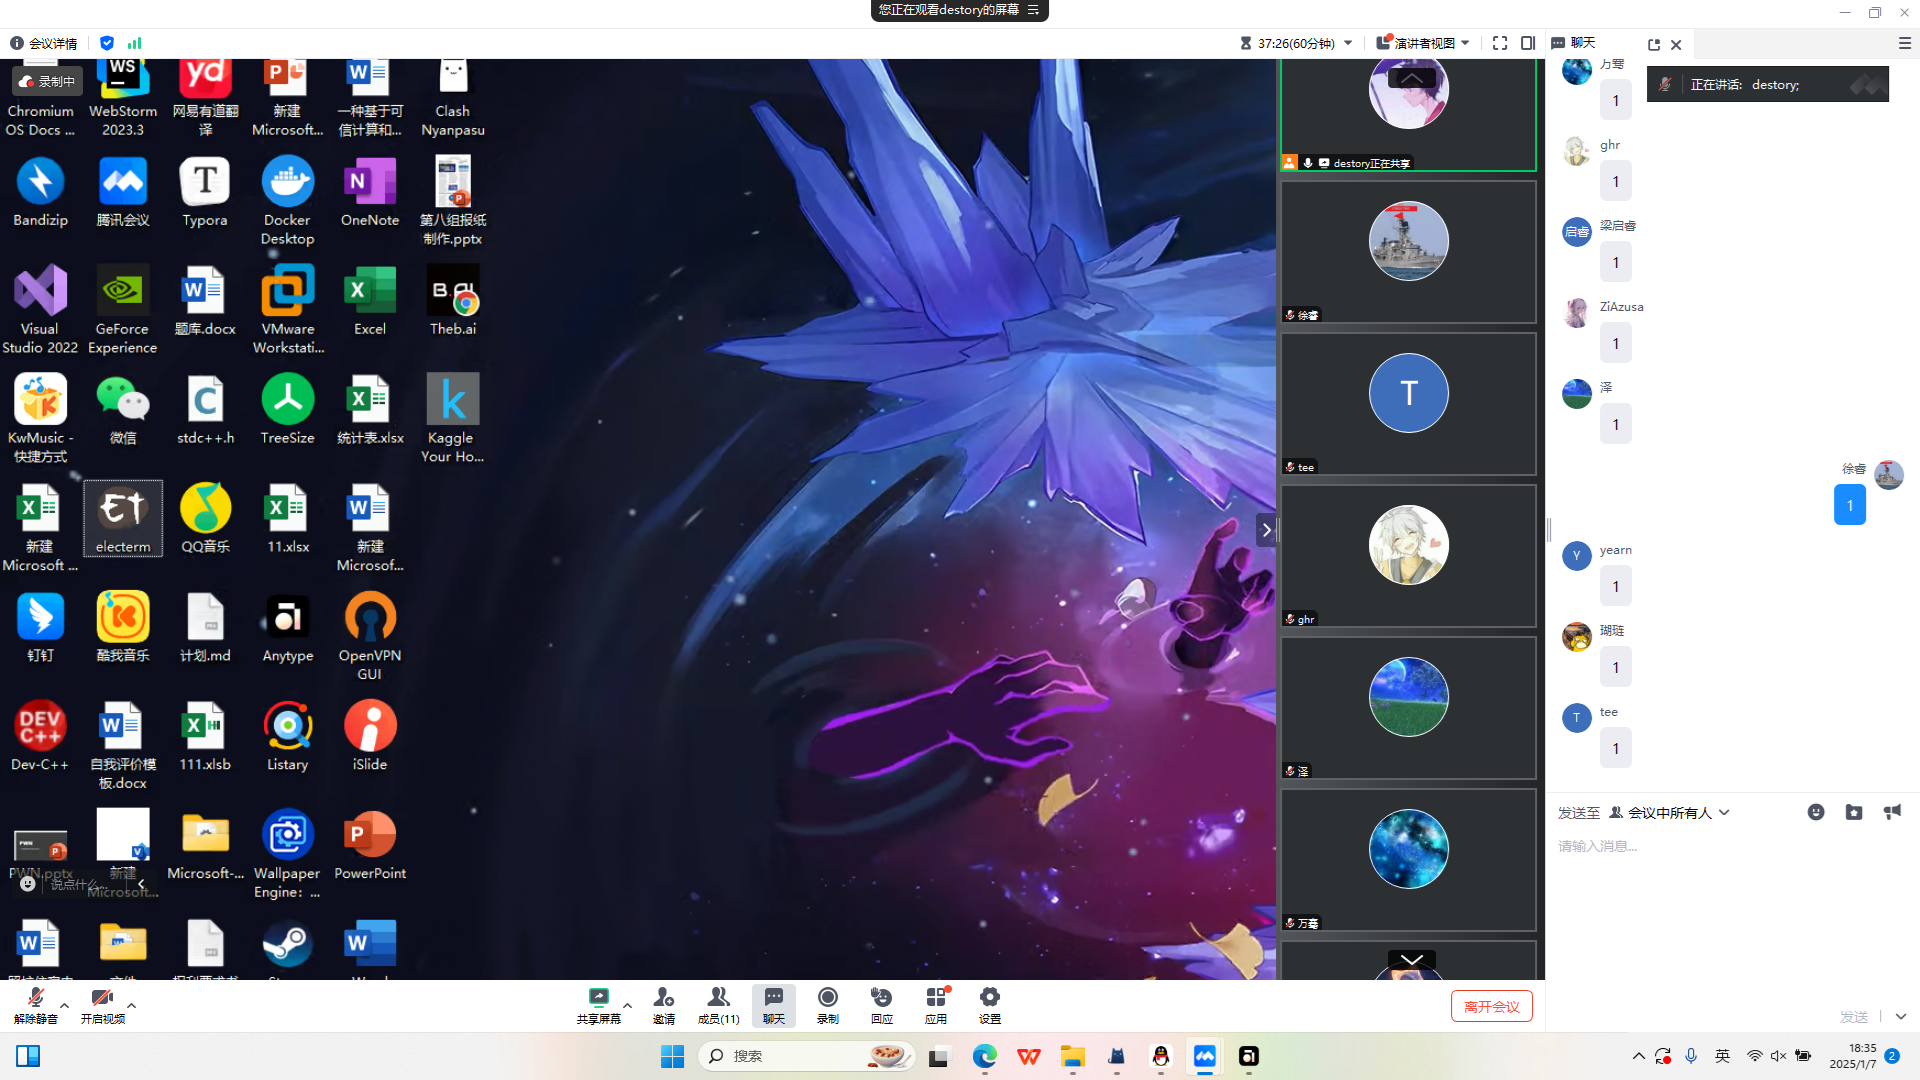 您正在观看destory的屏幕
会议详情
37:26(60分钟)
演讲者视图
聊天
录制中
正在讲话: destory;
Chromium
OS Docs ...
WebStorm
2023.3
网易有道翻
译
新建
Microsoft...
一种基于可
信计算和...
Clash
Nyanpasu
Bandizip
腾讯会议
Typora
Docker
Desktop
OneNote
第八组报纸
制作.pptx
Visual
Studio 2022
GeForce
Experience
题库.docx
VMware
Workstati...
Excel
Theb.ai
KwMusic -
快捷方式
微信
stdc++.h
TreeSize
统计表.xlsx
Kaggle
Your Ho...
新建
Microsoft ...
electerm
QQ音乐
11.xlsx
新建
Microsof...
钉钉
酷我音乐
计划.md
Anytype
OpenVPN
GUI
Dev-C++
自我评价模
板.docx
111.xlsb
Listary
iSlide
PWN.pptx
新建
Microsoft...
Microsoft-...
Wallpaper
Engine: ...
PowerPoint
说点什么...
destory正在共享
徐睿
T
tee
ghr
泽
万骞
万骞
1
ghr
1
启睿
梁启睿
1
ZiAzusa
1
泽
1
徐睿
1
Y
yearn
1
瑚琏
1
T
tee
1
发送至 会议中所有人
请输入消息...
发送
解除静音
开启视频
共享屏幕
邀请
成员(11)
聊天
录制
回应
应用
设置
离开会议
搜索
英
18:35
2025/1/7
2